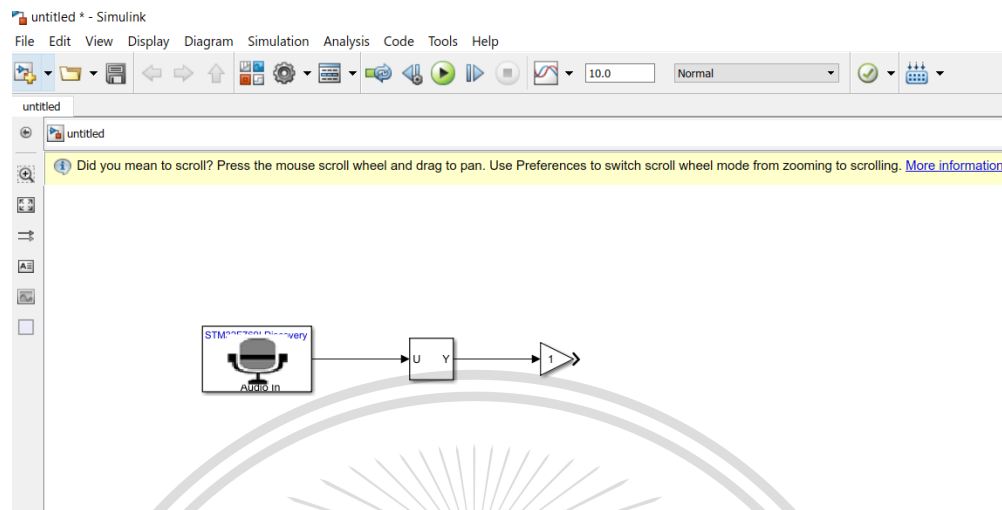 untitled * - Simulink
File Edit View Display Diagram Simulation Analysis Code Tools Help
10.0 Normal
untitled
untitled
Did you mean to scroll? Press the mouse scroll wheel and drag to pan. Use Preferences to switch scroll wheel mode from zooming to scrolling. More information
Audio In
U Y
1